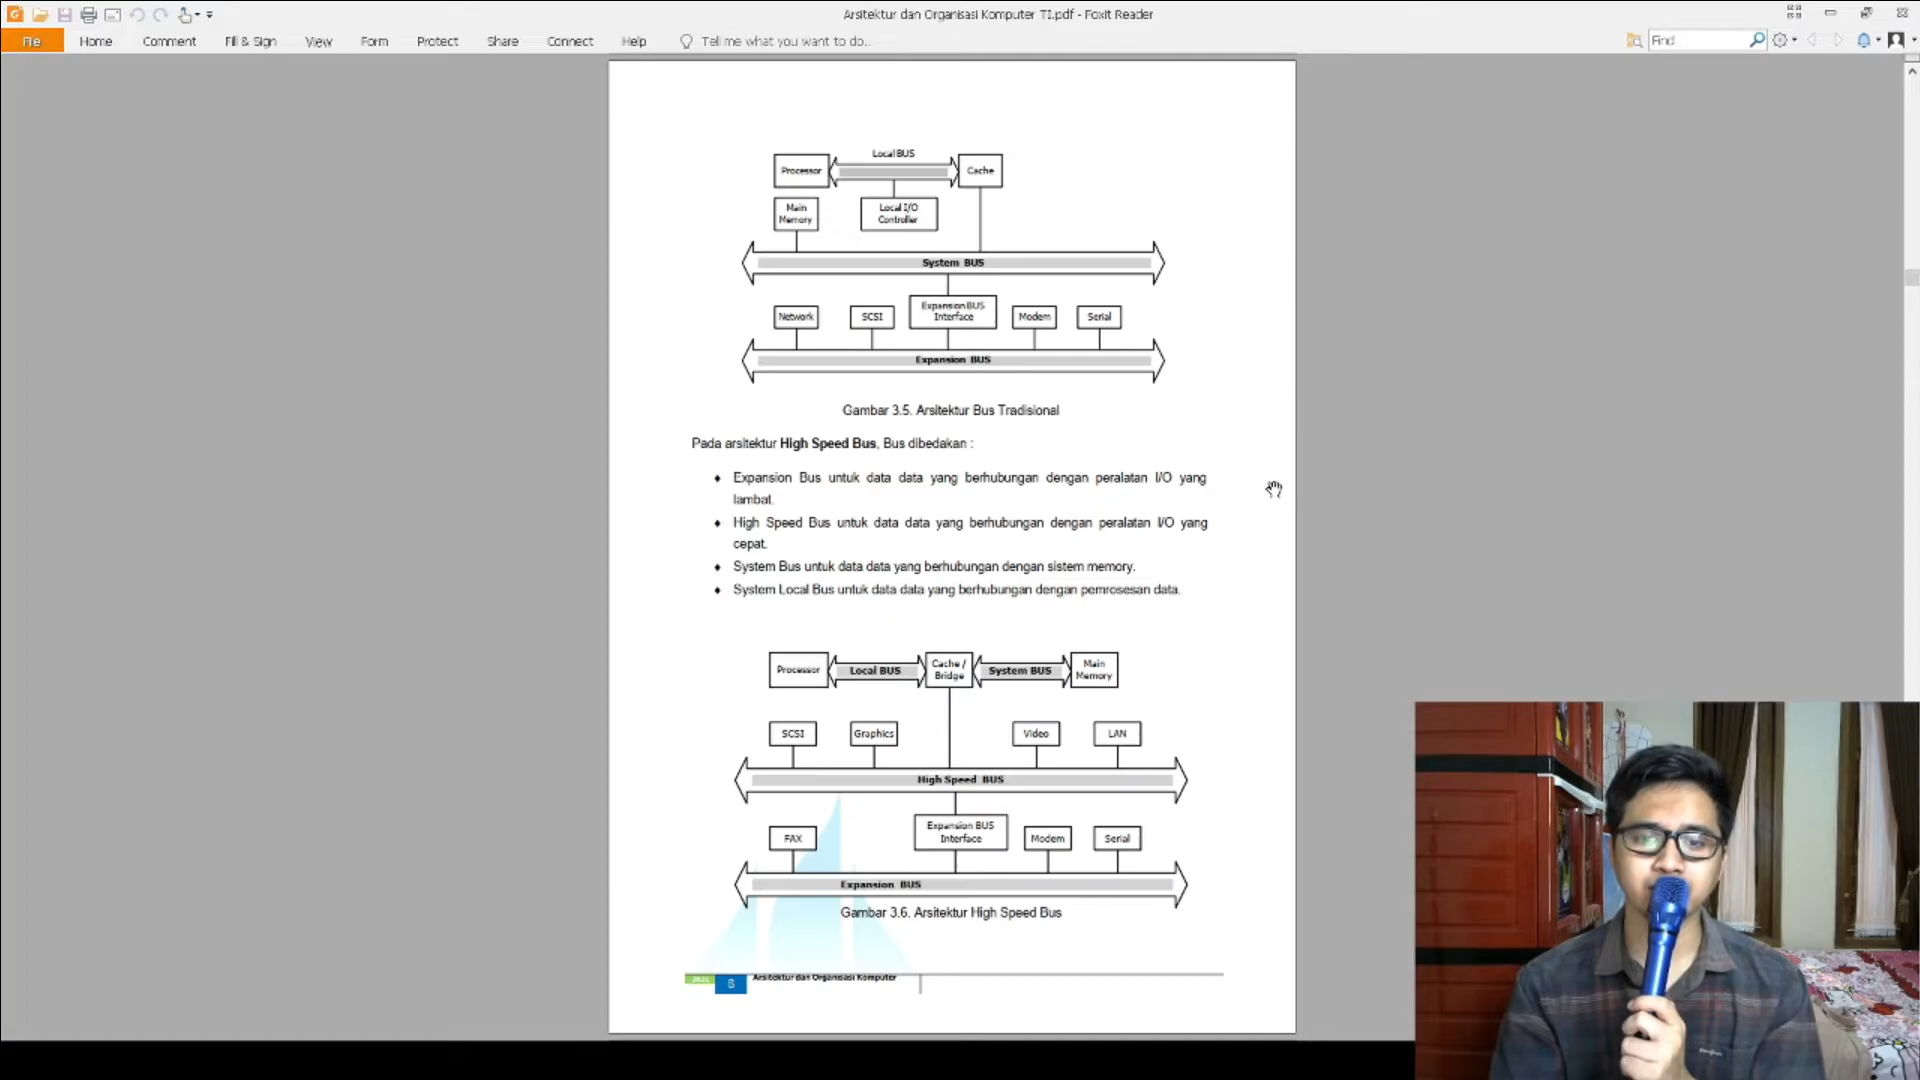 Arsitektur dan Organisasi Komputer TI.pdf - Foxit Reader
File Home Comment Fill & Sign View Form Protect Share Connect Help Tell me what you want to do.. Find
Local BUS
Processor
Cache
Main
Memory
Local I/O
Controller
System BUS
Network
SCSI
Expansion BUS
Interface
Modem
Serial
Expansion BUS
Gambar 3.5. Arsitektur Bus Tradisional
Pada arsitektur High Speed Bus, Bus dibedakan :
♦ Expansion Bus untuk data data yang berhubungan dengan peralatan I/O yang
lambat.
♦ High Speed Bus untuk data data yang berhubungan dengan peralatan I/O yang
cepat.
♦ System Bus untuk data data yang berhubungan dengan sistem memory.
♦ System Local Bus untuk data data yang berhubungan dengan pemrosesan data.
Processor
Local BUS
Cache /
Bridge
System BUS
Main
Memory
SCSI
Graphics
Video
LAN
High Speed BUS
FAX
Expansion BUS
Interface
Modem
Serial
Expansion BUS
Gambar 3.6. Arsitektur High Speed Bus
2021
8
Arsitektur dan Organisasi Komputer